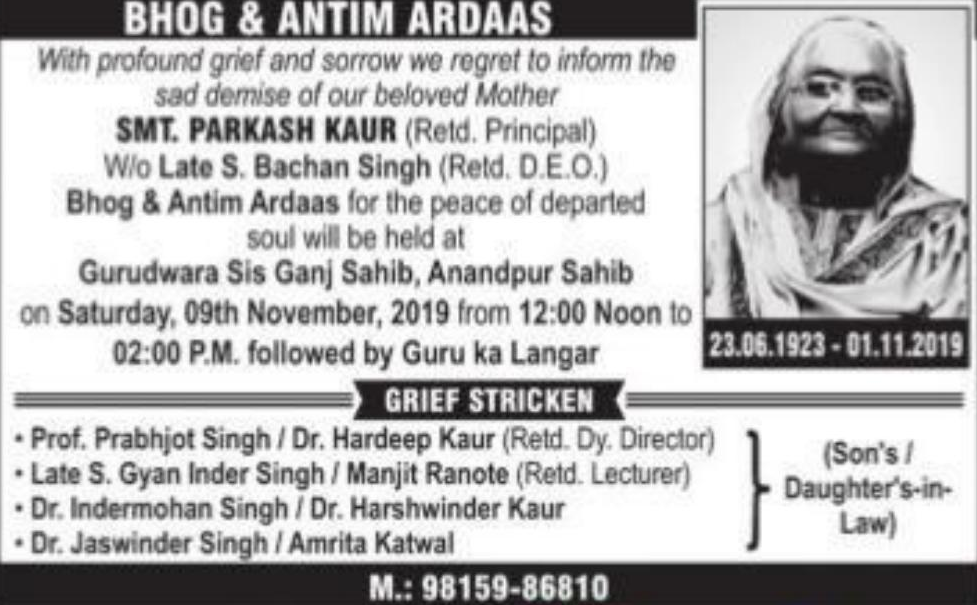 BHOG & ANTIM ARDAAS
With profound grief and sorrow we regret to inform the
sad demise of our beloved Mother
SMT. PARKASH KAUR (Retd. Principal)
W/o Late S. Bachan Singh (Retd. D.E.O.)
Bhog & Antim Ardaas for the peace of departed
soul will be held at
Gurudwara Sis Ganj Sahib, Anandpur Sahib
on Saturday, 09th November, 2019 from 12:00 Noon to
02:00 P.M. followed by Guru ka Langar
23.06.1923 - 01.11.2019
GRIEF STRICKEN
• Prof. Prabhjot Singh / Dr. Hardeep Kaur (Retd. Dy. Director)
• Late S. Gyan Inder Singh / Manjit Ranote (Retd. Lecturer)
• Dr. Indermohan Singh / Dr. Harshwinder Kaur
• Dr. Jaswinder Singh / Amrita Katwal
(Son's /
Daughter's-in-
Law)
M.: 98159-86810